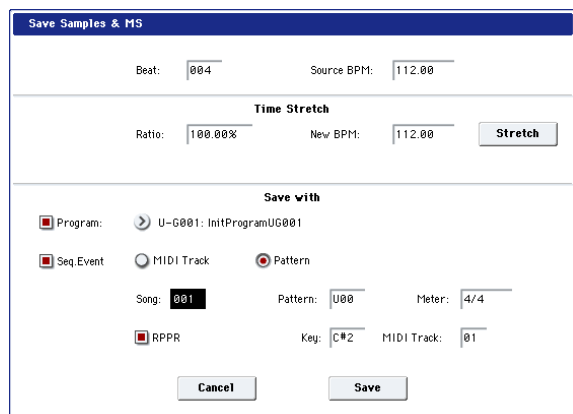 Save Samples & MS
Beat: 004 Source BPM: 112.00
Time Stretch
Ratio: 100.00% New BPM: 112.00 Stretch
Save with
Program: U-G001: InitProgramUG001
Seq.Event MIDI Track Pattern
Song: 001 Pattern: U00 Meter: 4/4
RPPR Key: C#2 MIDI Track: 01
Cancel Save